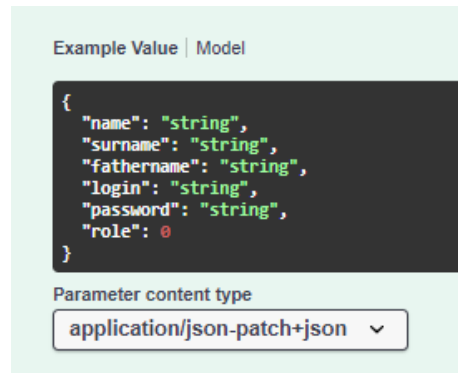 Example Value | Model
{
"name": "string",
"surname": "string",
"fathername": "string",
"login": "string",
"password": "string",
"role": 0
}
Parameter content type
application/json-patch+json